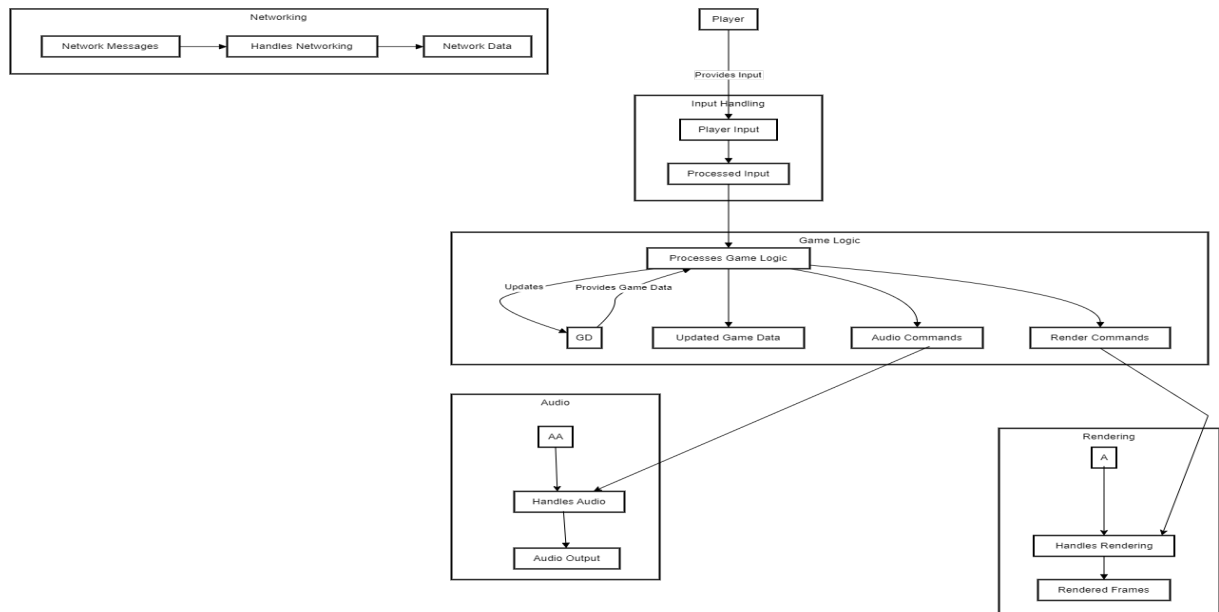 Networking
Network Messages
Handles Networking
Network Data
Player
Provides Input
Input Handling
Player Input
Processed Input
Game Logic
Processes Game Logic
Updates
Provides Game Data
GD
Updated Game Data
Audio Commands
Render Commands
Audio
AA
Handles Audio
Audio Output
Rendering
A
Handles Rendering
Rendered Frames